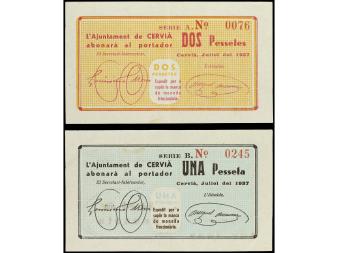 SERIE A. Nº 0076
L'Ajuntament de CERVIÀ
abonarà al portador DOS Pessetes
El Secretari-Interventor, Cervià, Juliol del 1937
L'Alcalde,
DOS
PESSETES
Expedit per a
suplir la manca
de moneda
fraccionària.
SERIE B. Nº 0245
L'Ajuntament de CERVIÀ
abonarà al portador UNA Pesseta
El Secretari-Interventor, Cervià, Juliol del 1937
L'Alcalde,
UNA
Expedit per a
suplir la manca
de moneda
fraccionària.